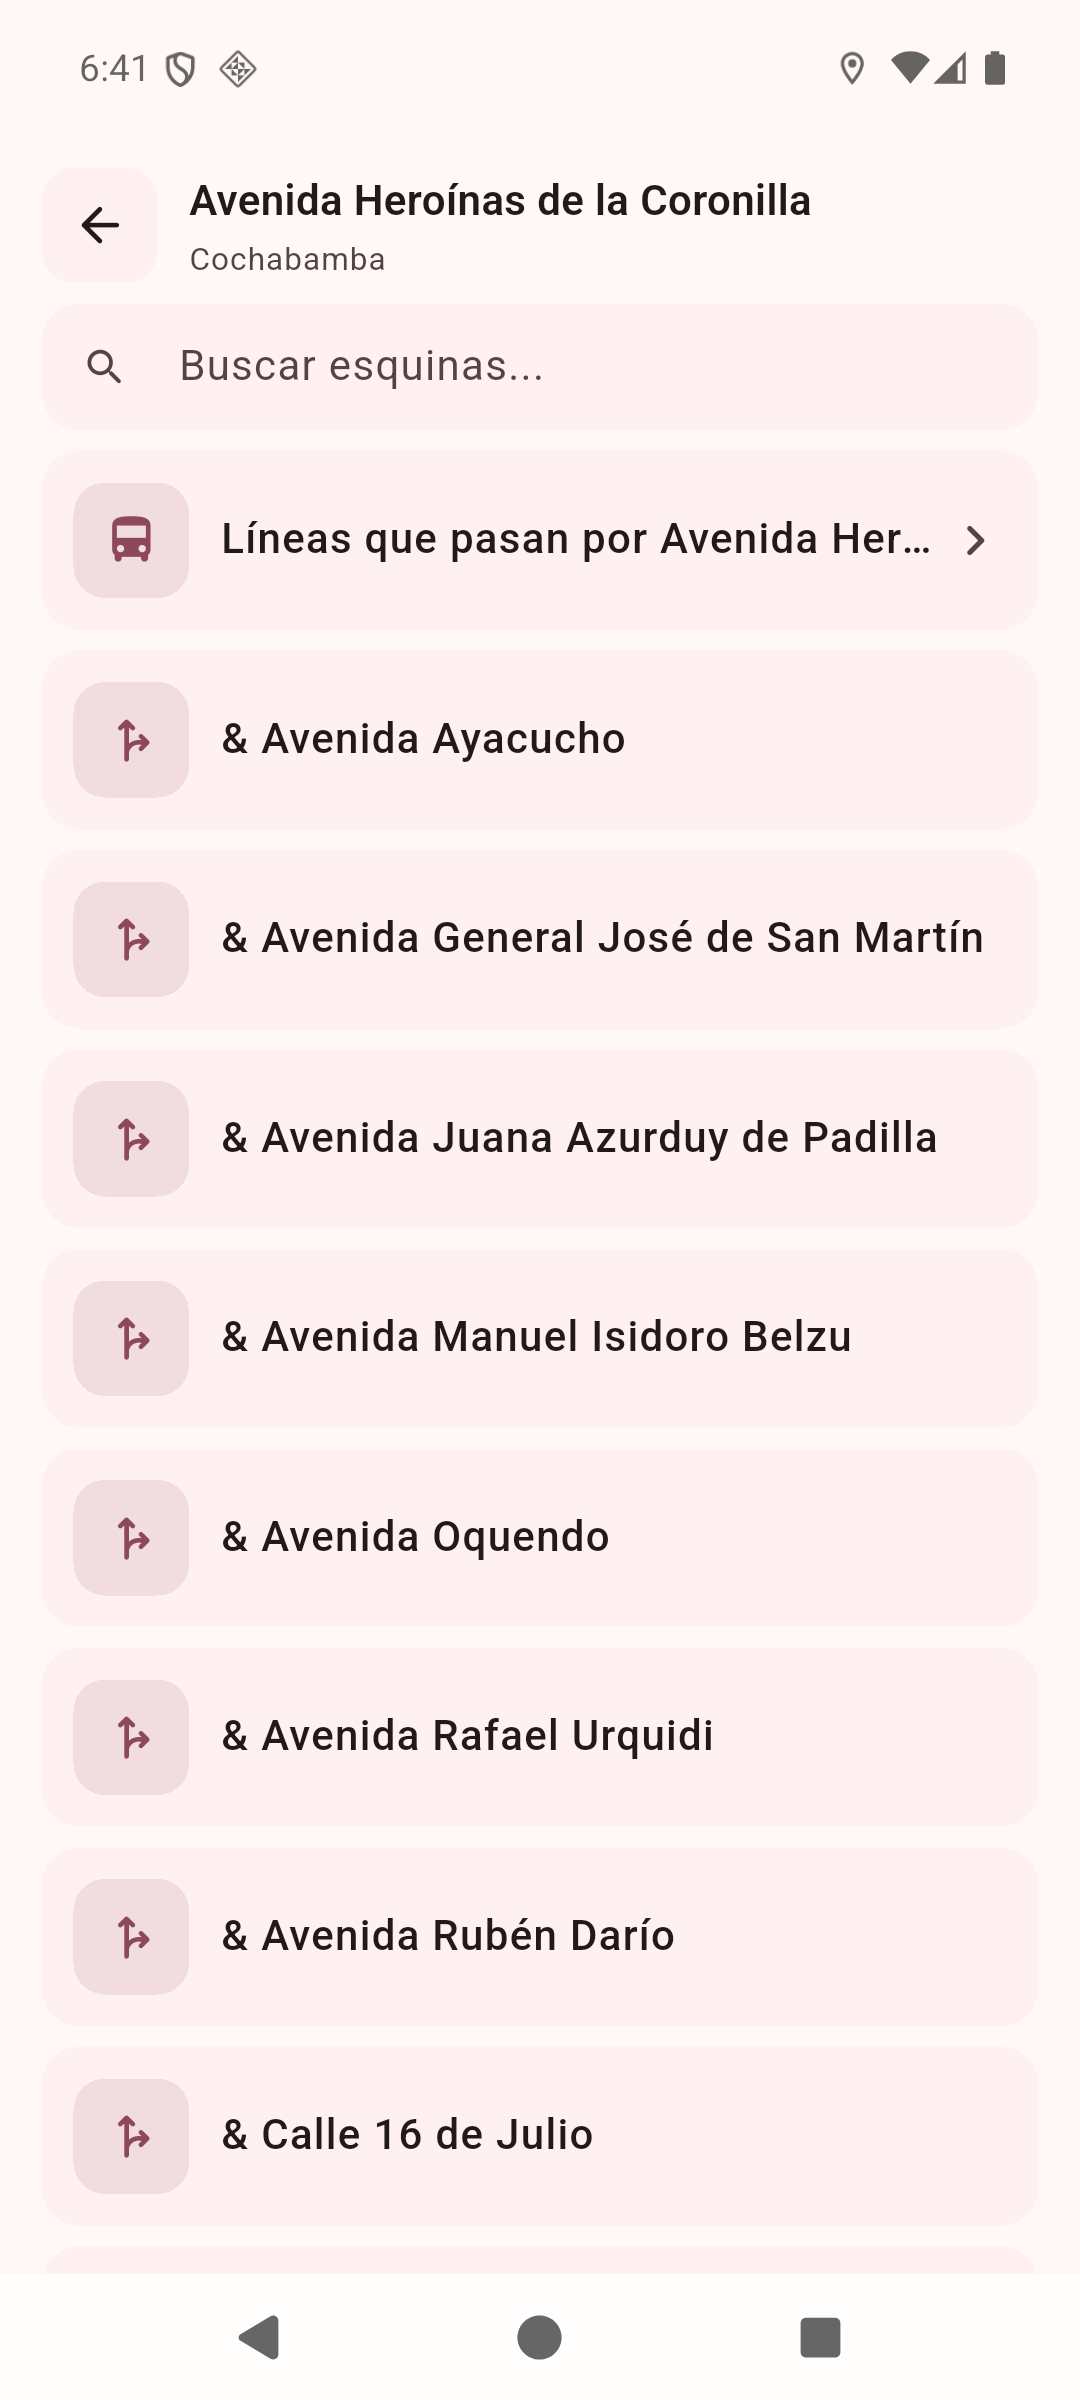 6:41
Avenida Heroínas de la Coronilla
Cochabamba
Buscar esquinas...
Líneas que pasan por Avenida Her...
& Avenida Ayacucho
& Avenida General José de San Martín
& Avenida Juana Azurduy de Padilla
& Avenida Manuel Isidoro Belzu
& Avenida Oquendo
& Avenida Rafael Urquidi
& Avenida Rubén Darío
& Calle 16 de Julio